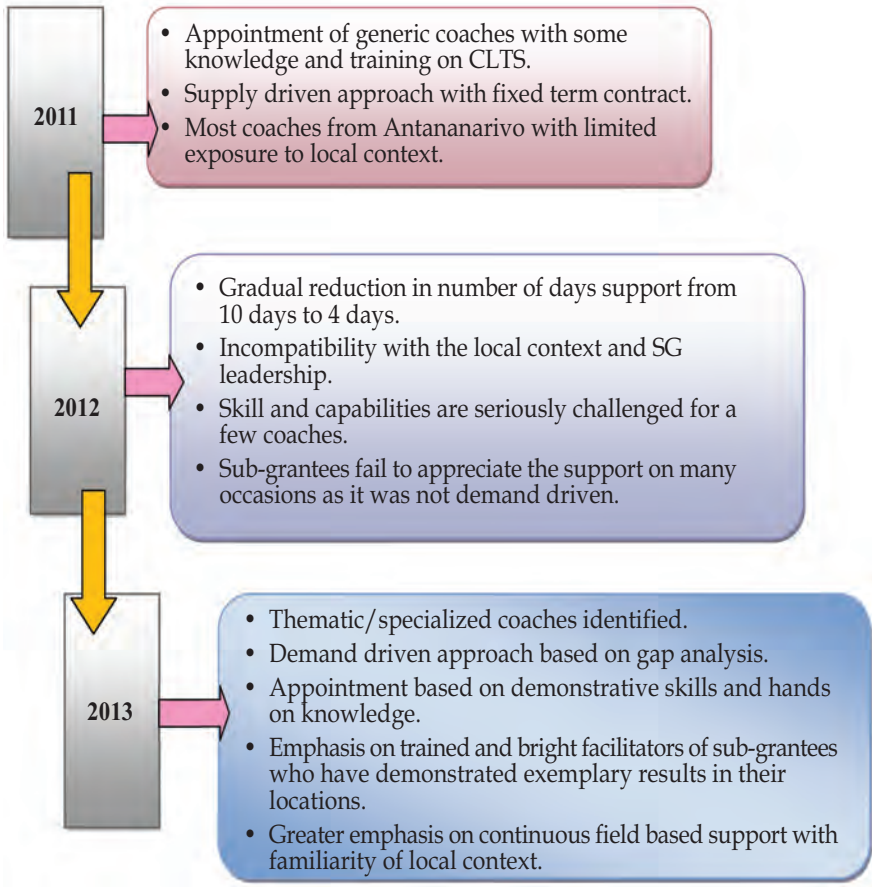 2011
• Appointment of generic coaches with some
knowledge and training on CLTS.
• Supply driven approach with fixed term contract.
• Most coaches from Antananarivo with limited
exposure to local context.
2012
• Gradual reduction in number of days support from
10 days to 4 days.
• Incompatibility with the local context and SG
leadership.
• Skill and capabilities are seriously challenged for a
few coaches.
• Sub-grantees fail to appreciate the support on many
occasions as it was not demand driven.
2013
• Thematic/specialized coaches identified.
• Demand driven approach based on gap analysis.
• Appointment based on demonstrative skills and hands
on knowledge.
• Emphasis on trained and bright facilitators of sub-grantees
who have demonstrated exemplary results in their
locations.
• Greater emphasis on continuous field based support with
familiarity of local context.